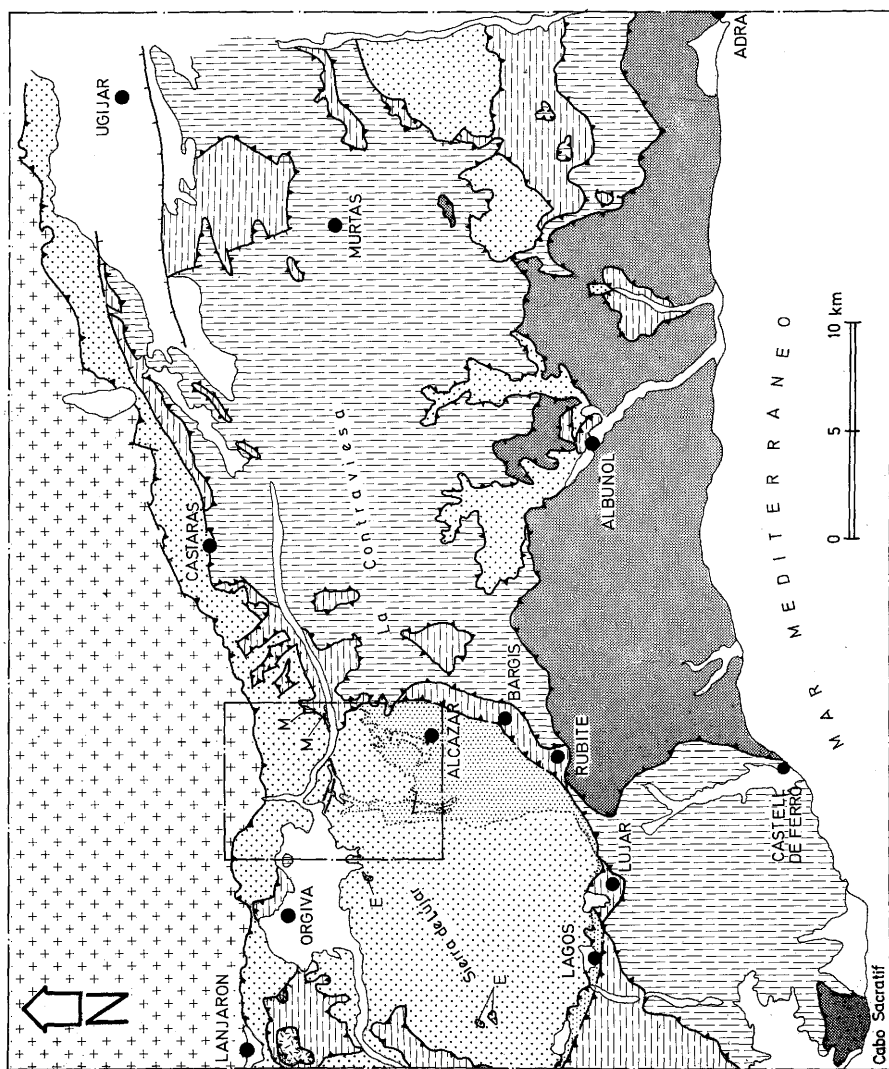 N
LANJARON
ORGIVA
CASTARAS
UGIJAR
MURTAS
M
M
E
E
Sierra de Lujar
La Contraviesa
ALCAZAR
BARGIS
RUBITE
LAGOS
LUJAR
ALBUÑOL
ADRA
CASTELL
DE FERRO
Cabo Sacratif
MAR MEDITERRANEO
0 5 10 km